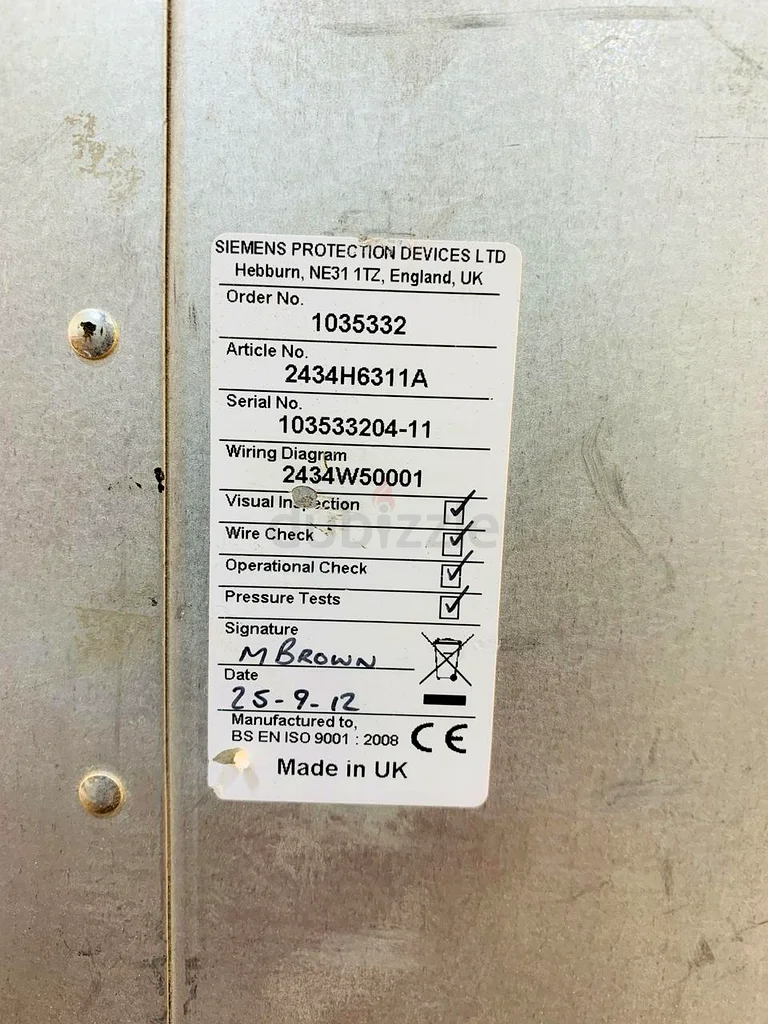 SIEMENS PROTECTION DEVICES LTD
Hebburn, NE31 1TZ, England, UK
Order No.
1035332
Article No.
2434H6311A
Serial No.
103533204-11
Wiring Diagram
2434W50001
Visual Inspection
dubizzle
Wire Check
Operational Check
Pressure Tests
Signature
M BROWN
Date
25-9-12
Manufactured to,
BS EN ISO 9001 : 2008 CE
Made in UK